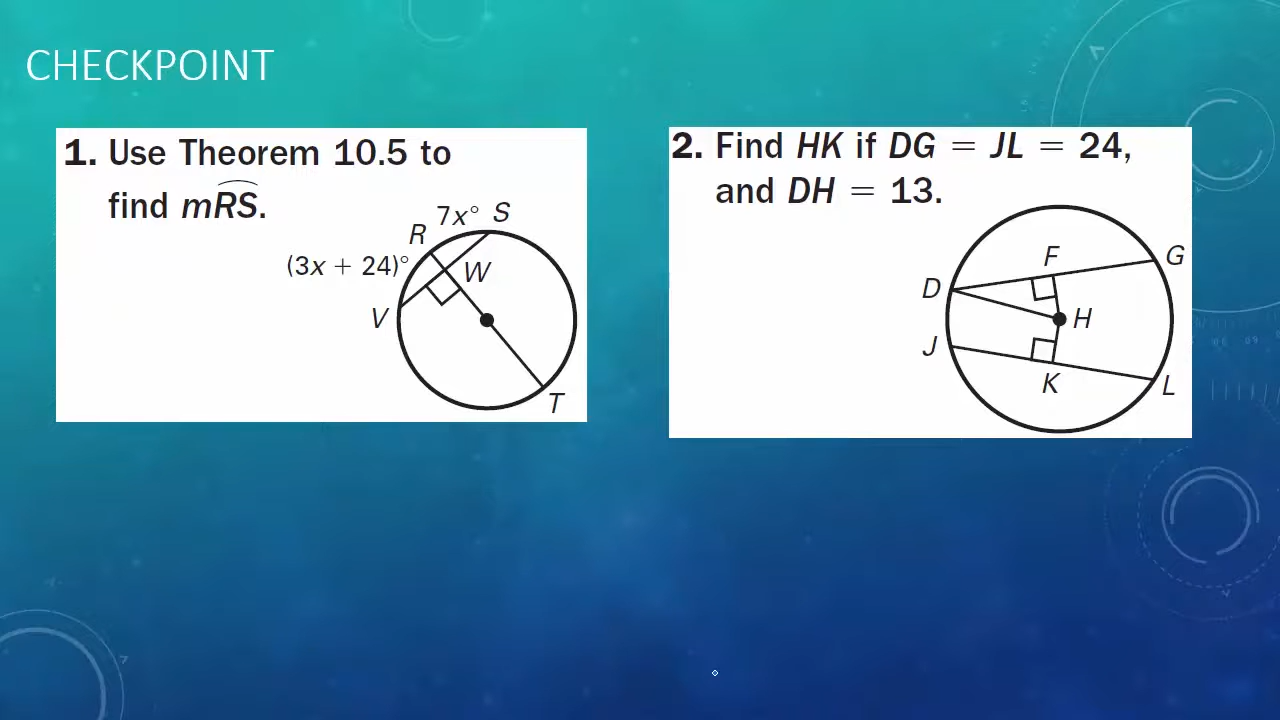 CHECKPOINT
1. Use Theorem 10.5 to
find mRS.
7x° S
R
(3x + 24)°
W
V
T
2. Find HK if DG = JL = 24,
and DH = 13.
F
G
D
H
J
K
L